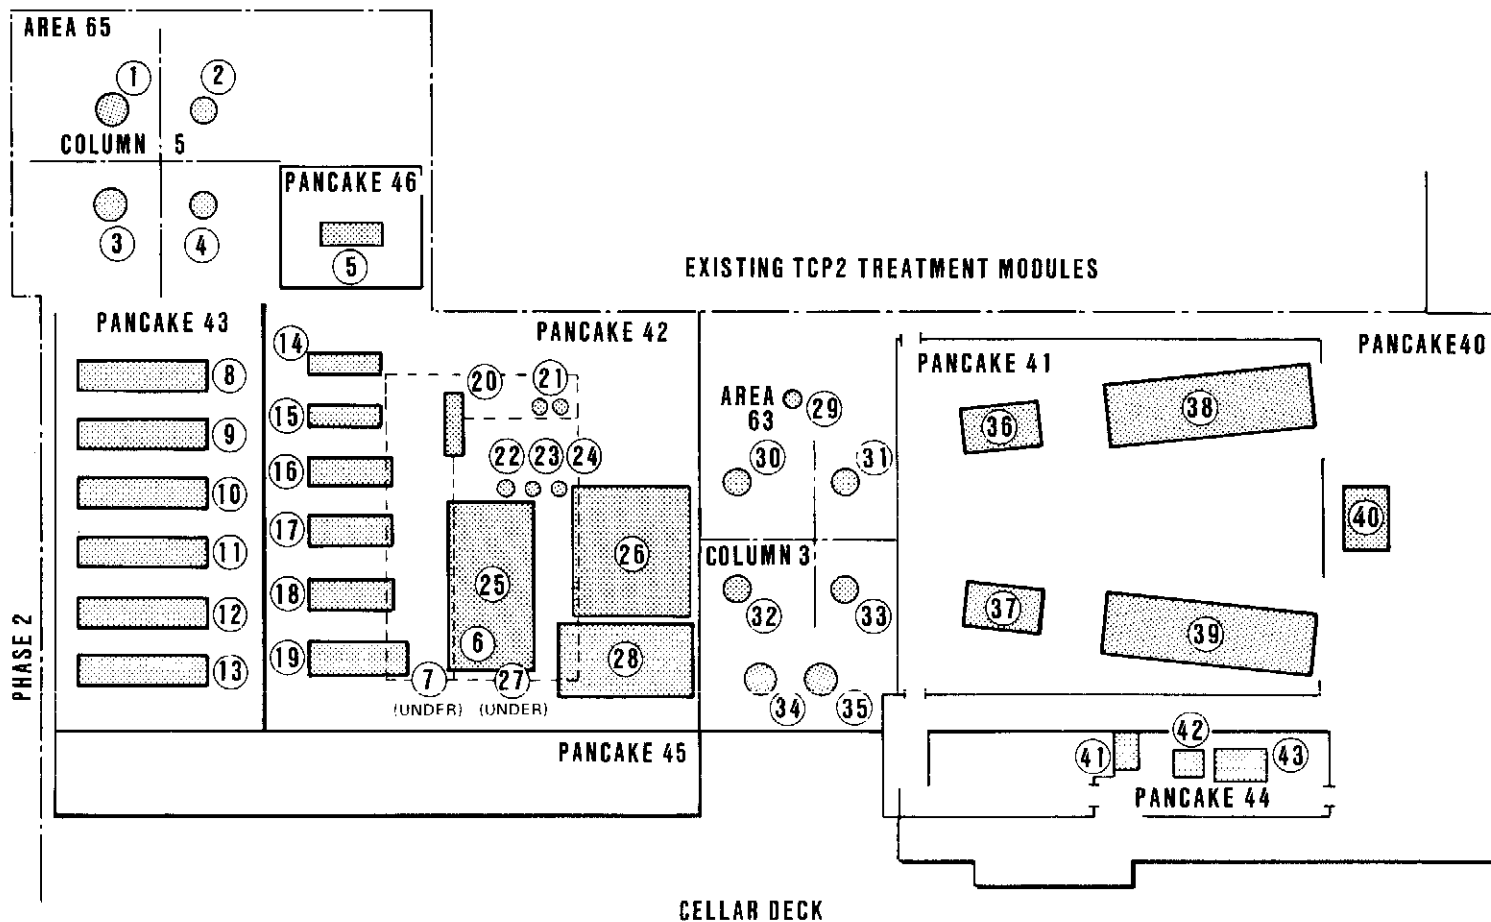 AREA 65
1
2
COLUMN 5
PANCAKE 46
3
4
5
EXISTING TCP2 TREATMENT MODULES
PANCAKE 43
PANCAKE 42
PANCAKE 41
PANCAKE40
8
9
10
11
12
13
14
15
16
17
18
19
20
21
22
23
24
25
26
6
28
7
27
(UNDER)
(UNDER)
AREA
63
29
30
31
COLUMN 3
32
33
34
35
36
37
38
39
40
PHASE 2
PANCAKE 45
41
42
43
PANCAKE 44
CELLAR DECK